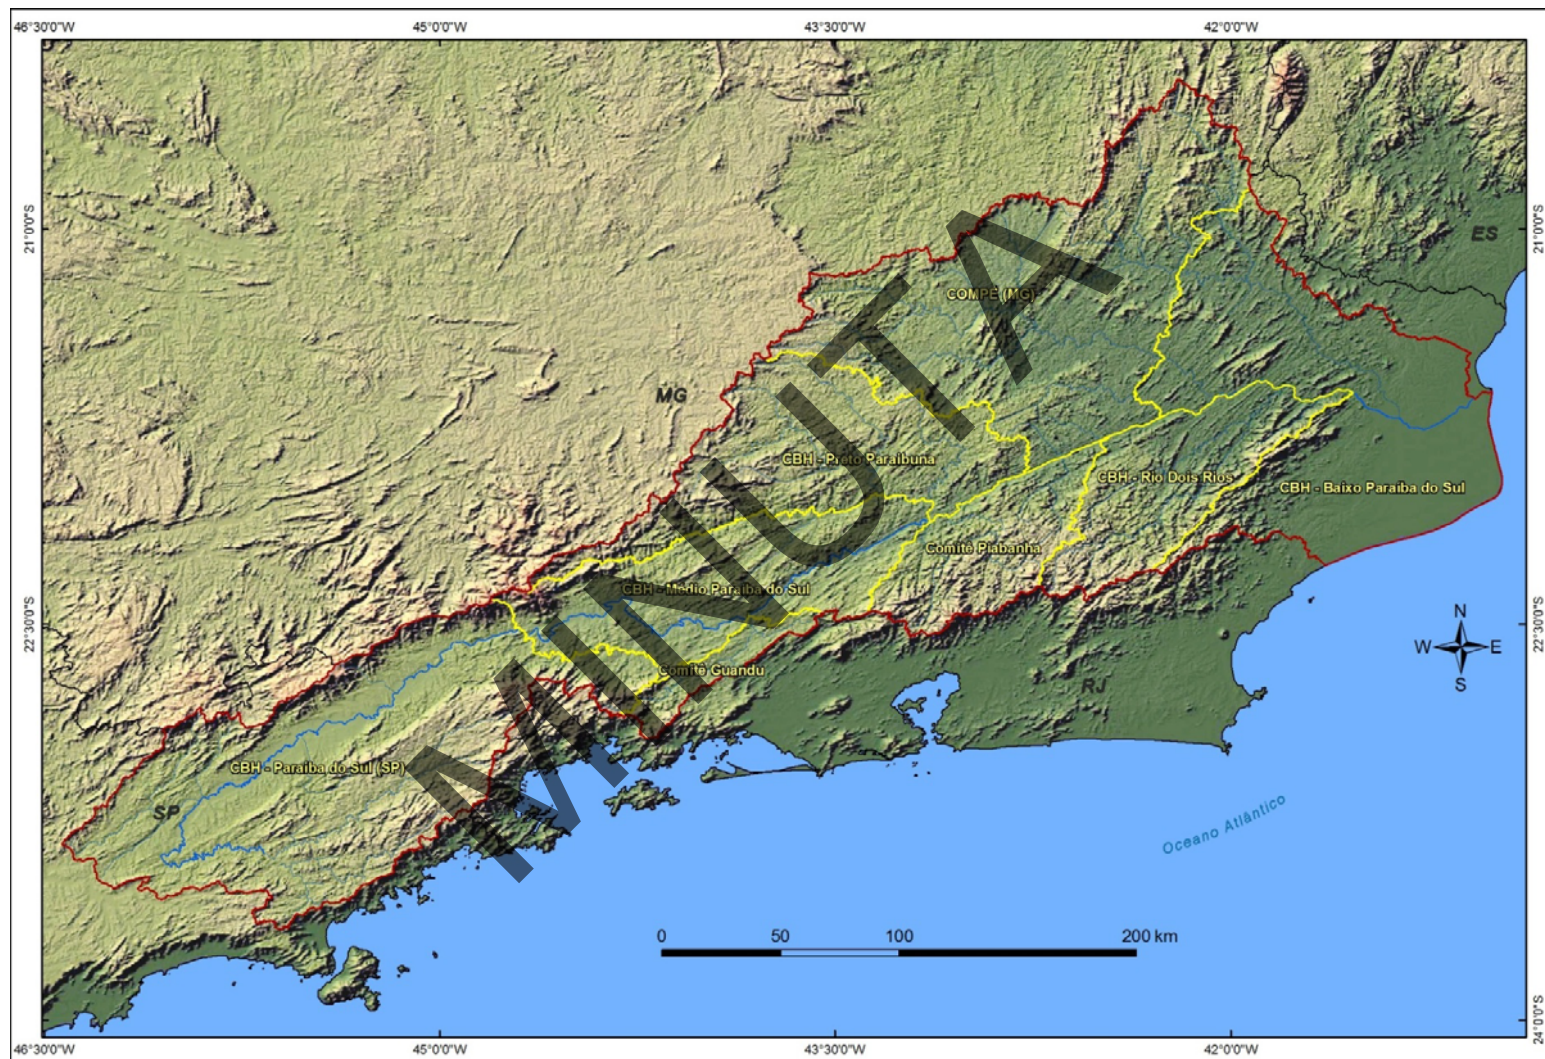 46°30'0"W 45°0'0"W 43°30'0"W 42°0'0"W
21°0'0"S
21°0'0"S
ES
COMPE (MG)
MG
CBH - Preto Paraibuna
CBH - Rio Dois Rios
CBH - Baixo Paraiba do Sul
Comitê Piabanha
CBH - Médio Paraiba do Sul
22°30'0"S
22°30'0"S
N
W E
S
Comitê Guandu
RJ
CBH - Paraiba do Sul (SP)
SP
MINUTA
Oceano Atlântico
0 50 100 200 km
24°0'0"S
46°30'0"W 45°0'0"W 43°30'0"W 42°0'0"W